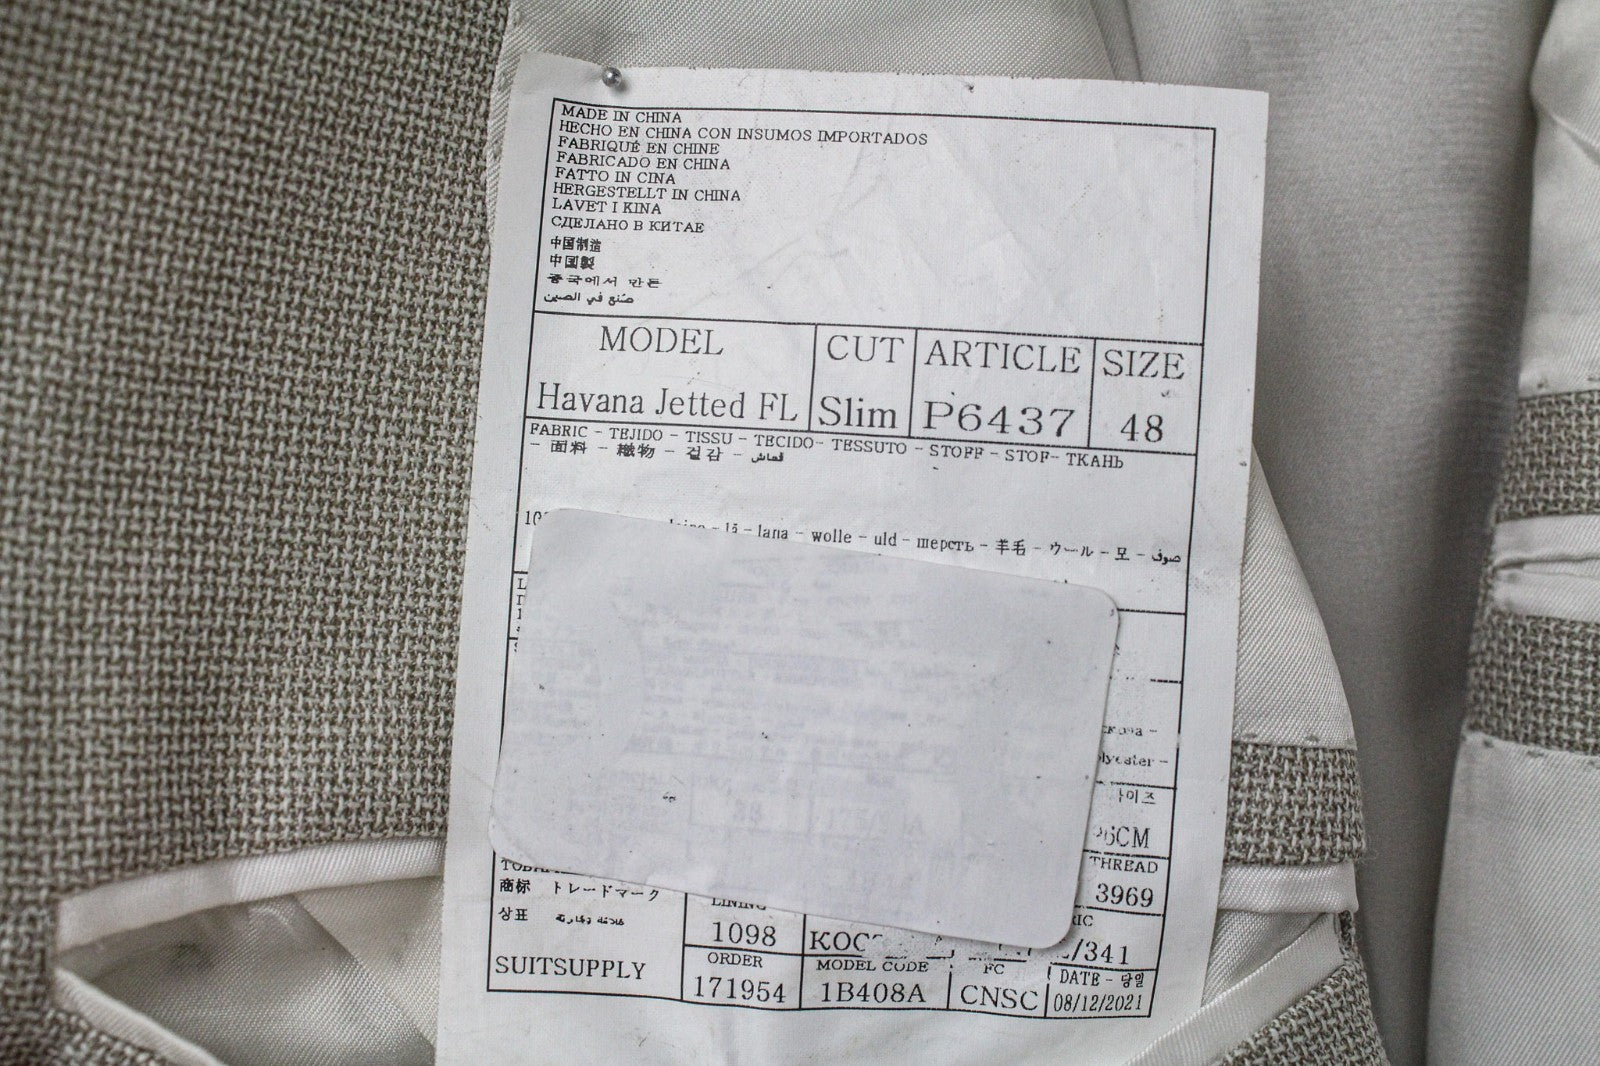 MADE IN CHINA
HECHO EN CHINA CON INSUMOS IMPORTADOS
FABRIQUÉ EN CHINE
FABRICADO EN CHINA
FATTO IN CINA
HERGESTELLT IN CHINA
LAVET I KINA
СДЕЛАНО В КИТАЕ
中国制造
中国製
중국에서 만든
صنع في الصين
MODEL CUT ARTICLE SIZE
Havana Jetted FL Slim P6437 48
FABRIC - TEJIDO - TISSU - TECIDO- TESSUTO - STOFF - STOF- ТКАНЬ
- 面料 - 織物 - 겉감 - قماش
lã - lana - wolle - uld - шерсть - 羊毛 - ウール - 모 - صوف
THREAD
3969
商标 トレードマーク
상표
1098
/341
SUITSUPPLY
ORDER MODEL CODE FC DATE - 당일
171954 1B408A CNSC 08/12/2021